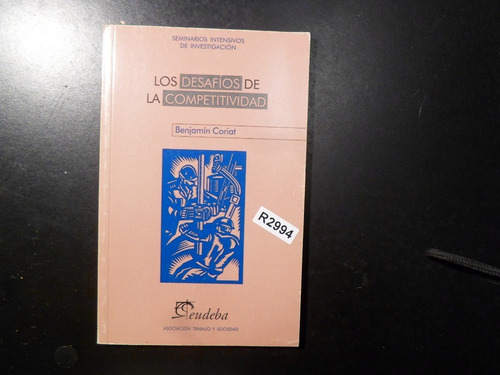 SEMINARIOS INTENSIVOS
DE INVESTIGACIÓN
LOS DESAFÍOS DE
LA COMPETITIVIDAD
Benjamín Coriat
R2994
eudeba
ASOCIACIÓN TRABAJO Y SOCIEDAD